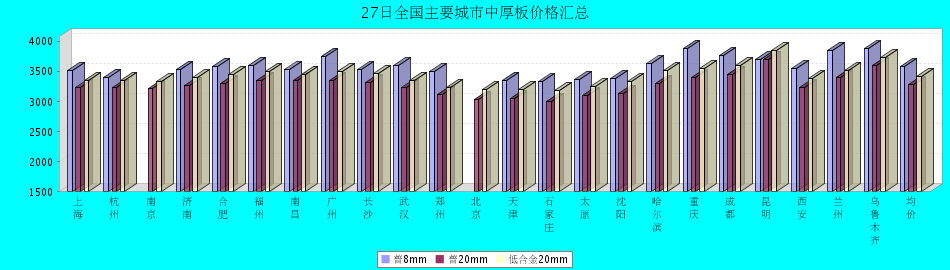 27日全国主要城市中厚板价格汇总
4000
3500
3000
2500
2000
1500
上海
杭州
南京
济南
合肥
福州
南昌
广州
长沙
武汉
郑州
北京
天津
石家庄
太原
沈阳
哈尔滨
重庆
成都
昆明
西安
兰州
乌鲁木齐
均价
普8mm 普20mm 低合金20mm